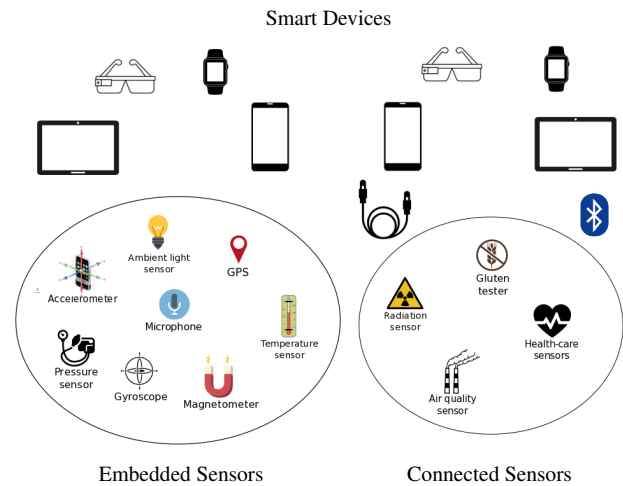 Smart Devices
Ambient light
sensor
GPS
Accelerometer
Microphone
Temperature
sensor
Pressure
sensor
Gyroscope
Magnetometer
Gluten
tester
Radiation
sensor
Health-care
sensors
Air quality
sensor
Embedded Sensors
Connected Sensors